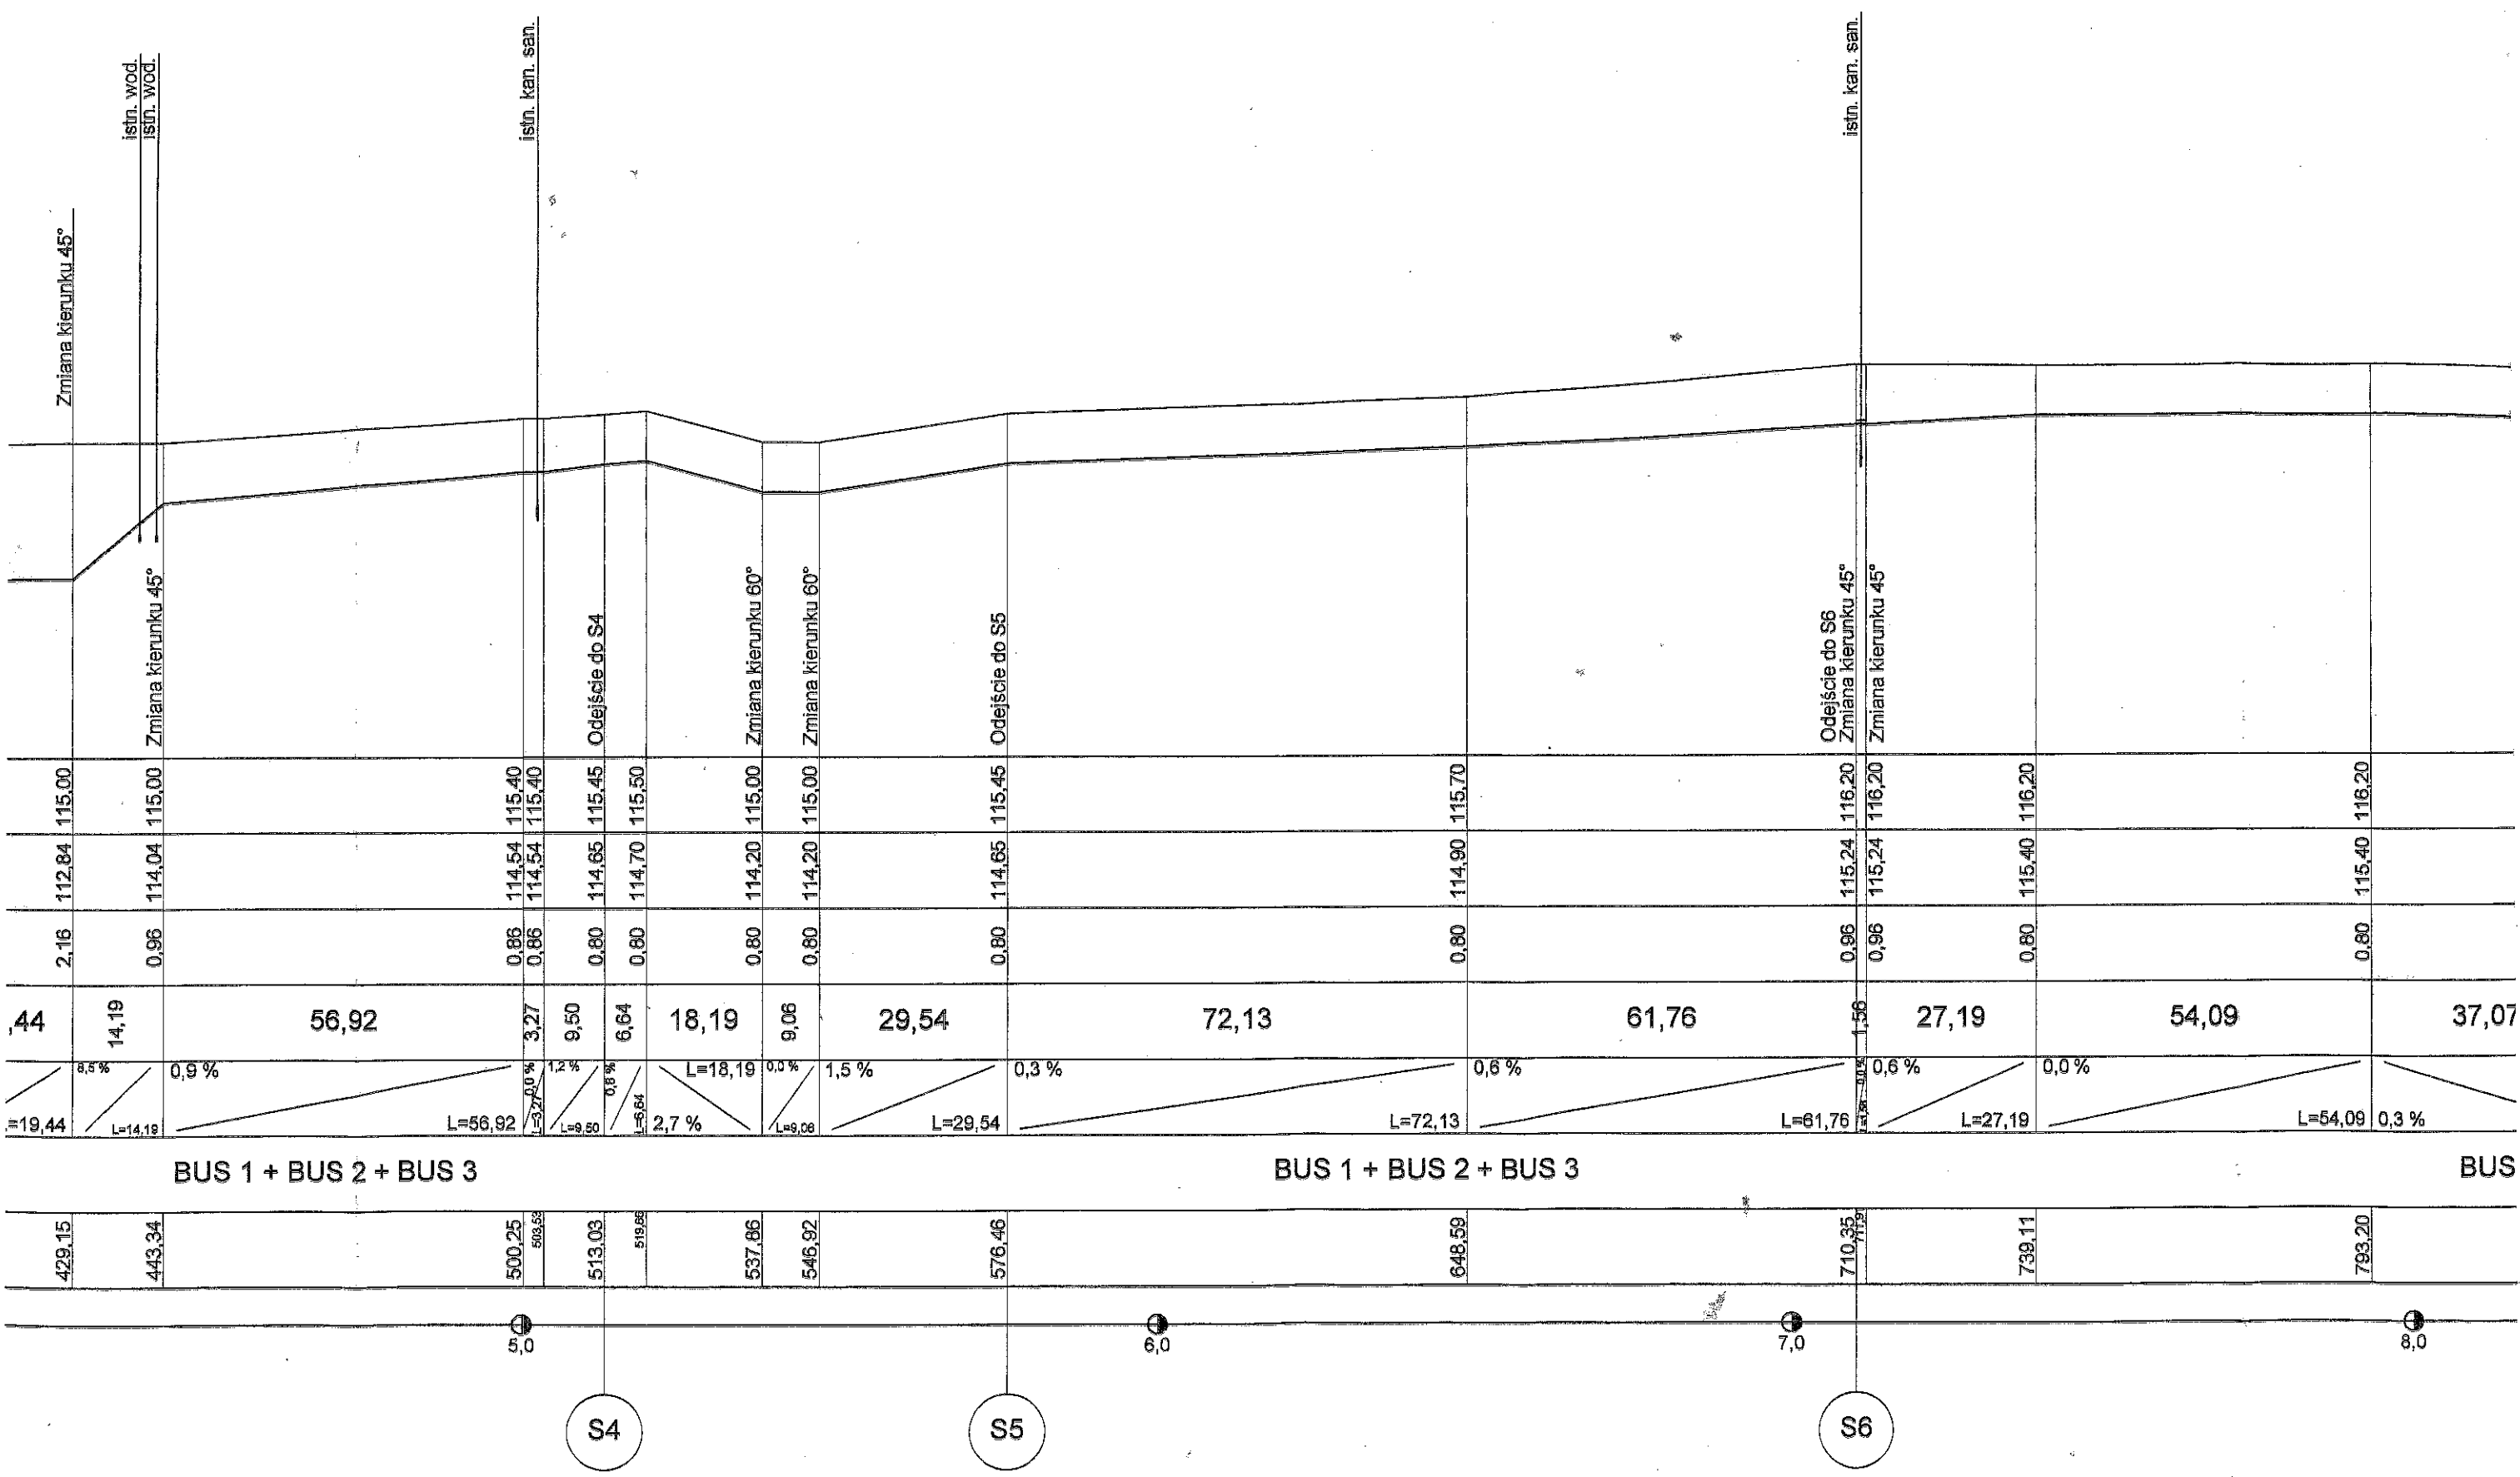 istn. wod.
istn. wod.
istn. kan. san.
istn. kan. san.
Zmiana kierunku 45°
Zmiana kierunku 45°
Odejście do S4
Zmiana kierunku 60°
Zmiana kierunku 60°
Odejście do S5
Odejście do S6
Zmiana kierunku 45°
Zmiana kierunku 45°
115,00 115,00 115,40 115,40 115,45 115,50 115,00 115,00 115,45 115,70 116,20 116,20 116,20 116,20
112,84 114,04 114,54 114,54 114,65 114,70 114,20 114,20 114,65 114,90 115,24 115,24 115,40 115,40
2,16 0,96 0,86 0,86 0,80 0,80 0,80 0,80 0,80 0,80 0,96 0,96 0,80 0,80
,44 14,19 56,92 3,27 9,50 6,64 18,19 9,06 29,54 72,13 61,76 1,56 27,19 54,09 37,07
8,5 % 0,9 % 0,0 % 1,2 % 0,8 % L=18,19 0,0 % 1,5 % 0,3 % 0,6 % 0,0 % 0,6 % 0,0 %
=19,44 L=14,19 L=56,92 L=3,27 L=9,50 L=6,64 2,7 % L=9,06 L=29,54 L=72,13 L=61,76 L=1,56 L=27,19 L=54,09 0,3 %
BUS 1 + BUS 2 + BUS 3 BUS 1 + BUS 2 + BUS 3 BUS
429,15 443,34 500,25 503,53 513,03 519,66 537,86 546,92 576,46 648,59 710,35 711,91 739,11 793,20
5,0 6,0 7,0 8,0
S4 S5 S6